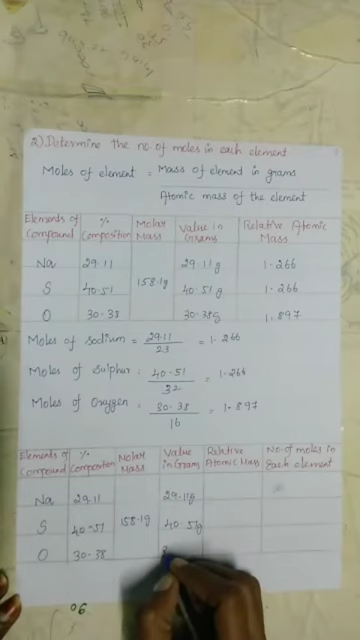 2) Determine the no. of moles in each element
Moles of element = Mass of element in grams
Atomic mass of the element
Elements of Compound % Composition Molar Mass Value in Grams Relative Atomic Mass
Na 29.11 29.11g 1.266
158.1g
S 40.51 40.51g 1.266
O 30.38 30.38g 1.897
Moles of Sodium = 29.11 / 23 = 1.266
Moles of Sulphur = 40.51 / 32 = 1.266
Moles of Oxygen = 30.38 / 16 = 1.897
Elements of Compound % Composition Molar Mass Value in Gram Relative Atomic Mass No. of moles in Each element
Na 29.11 29.11g
158.1g
S 40.51 40.51g
O 30.38